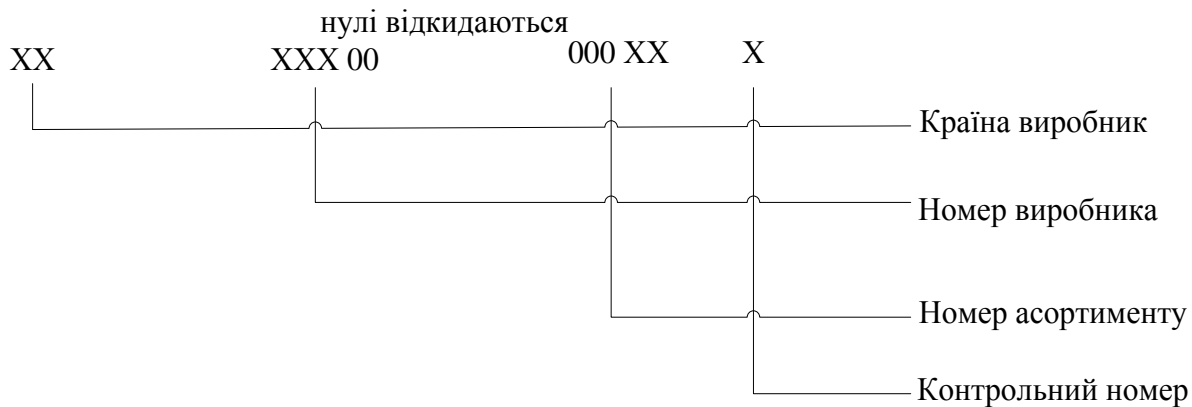 нулі відкидаються
XX XXX 00 000 XX X
Країна виробник
Номер виробника
Номер асортименту
Контрольний номер